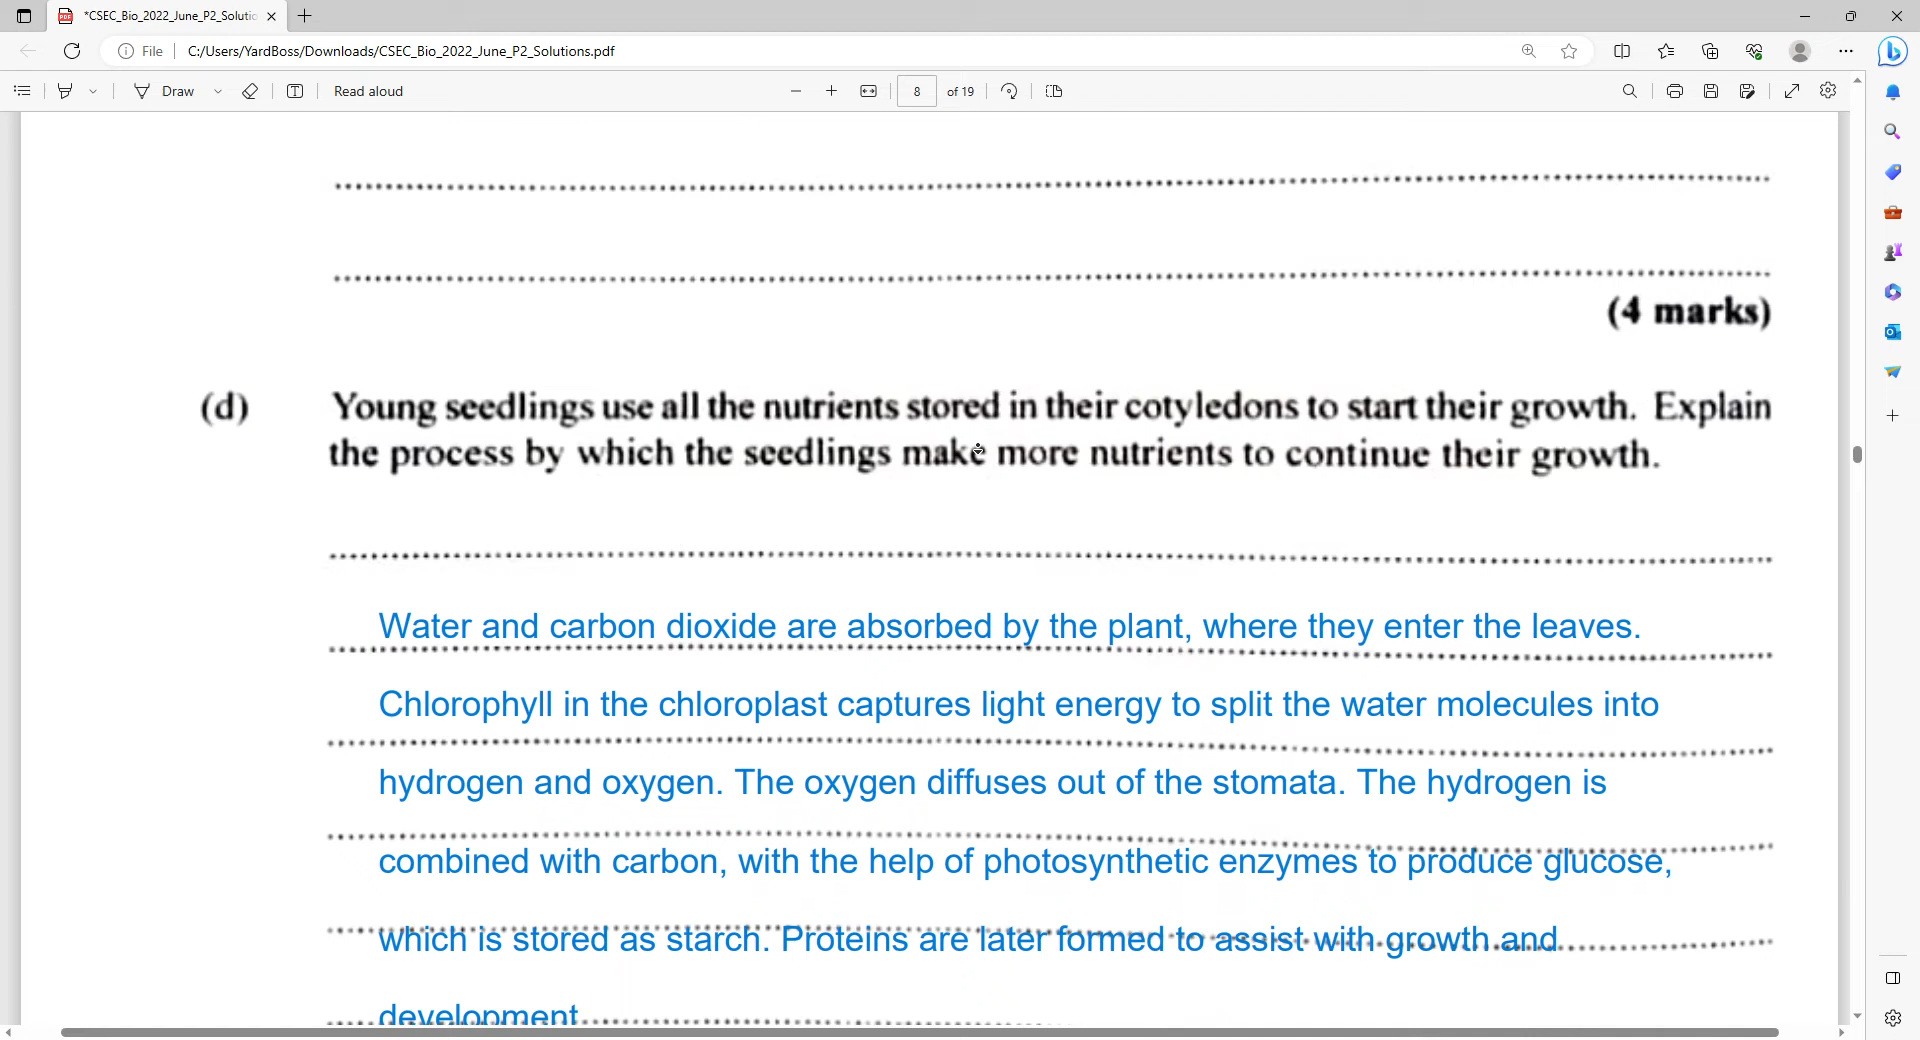 *CSEC_Bio_2022_June_P2_Solutic
File C:/Users/YardBoss/Downloads/CSEC_Bio_2022_June_P2_Solutions.pdf
Draw Read aloud 8 of 19
(4 marks)
(d) Young seedlings use all the nutrients stored in their cotyledons to start their growth. Explain
the process by which the seedlings make more nutrients to continue their growth.
Water and carbon dioxide are absorbed by the plant, where they enter the leaves.
Chlorophyll in the chloroplast captures light energy to split the water molecules into
hydrogen and oxygen. The oxygen diffuses out of the stomata. The hydrogen is
combined with carbon, with the help of photosynthetic enzymes to produce glucose,
which is stored as starch. Proteins are later formed to assist with growth and
development